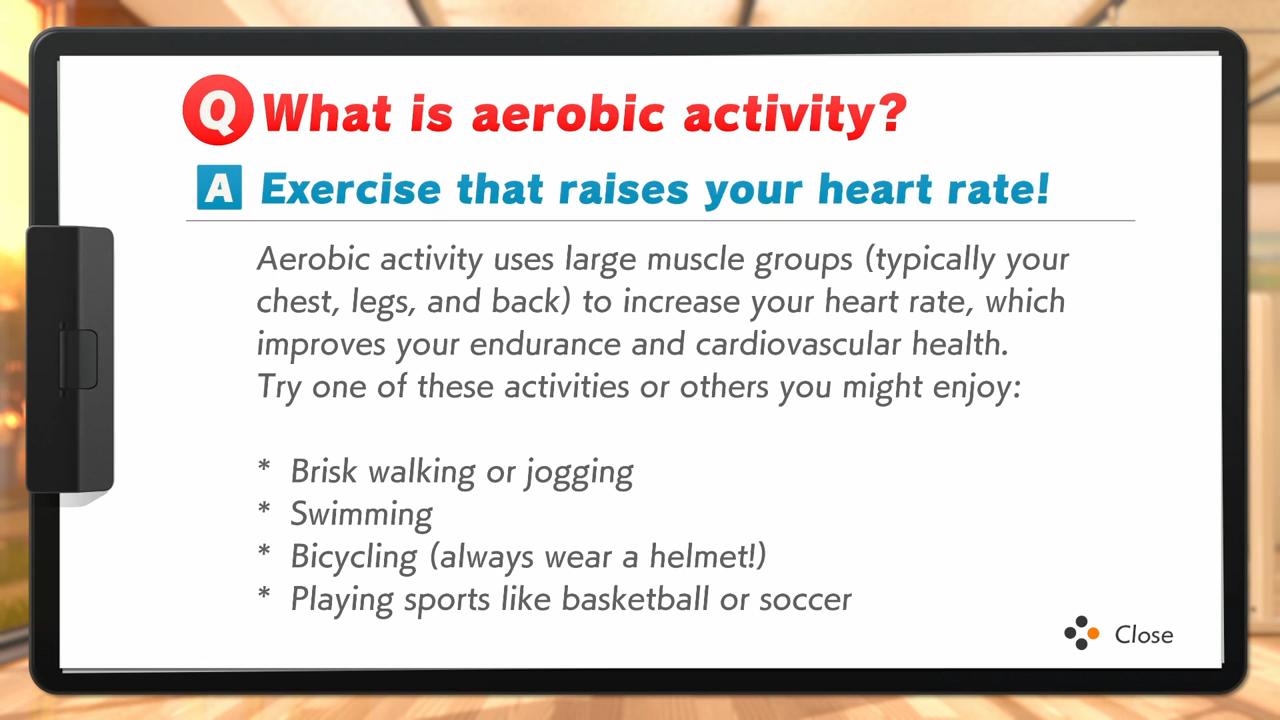 Q What is aerobic activity?
A Exercise that raises your heart rate!
Aerobic activity uses large muscle groups (typically your
chest, legs, and back) to increase your heart rate, which
improves your endurance and cardiovascular health.
Try one of these activities or others you might enjoy:
* Brisk walking or jogging
* Swimming
* Bicycling (always wear a helmet!)
* Playing sports like basketball or soccer
Close